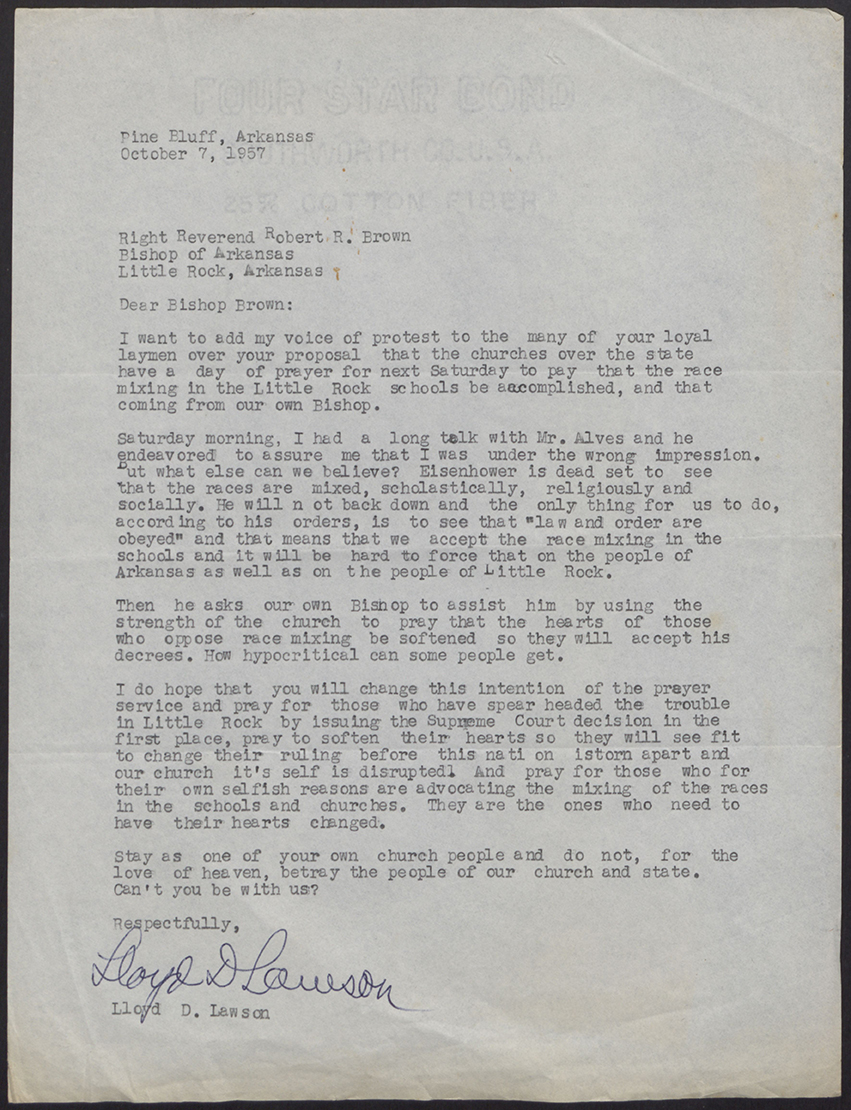 FOUR STAR BOND
SOUTHWORTH CO. U.S.A.
25% COTTON FIBER
Pine Bluff, Arkansas
October 7, 1957
Right Reverend Robert R. Brown
Bishop of Arkansas
Little Rock, Arkansas
Dear Bishop Brown:
I want to add my voice of protest to the many of your loyal
laymen over your proposal that the churches over the state
have a day of prayer for next Saturday to pay that the race
mixing in the Little Rock schools be aacomplished, and that
coming from our own Bishop.
Saturday morning, I had a long talk with Mr. Alves and he
endeavored to assure me that I was under the wrong impression.
But what else can we believe? Eisenhower is dead set to see
that the races are mixed, scholastically, religiously and
socially. He will n ot back down and the only thing for us to do,
according to his orders, is to see that "law and order are
obeyed" and that means that we accept the race mixing in the
schools and it will be hard to force that on the people of
Arkansas as well as on the people of Little Rock.
Then he asks our own Bishop to assist him by using the
strength of the church to pray that the hearts of those
who oppose race mixing be softened so they will accept his
decrees. How hypocritical can some people get.
I do hope that you will change this intention of the prayer
service and pray for those who have spear headed the trouble
in Little Rock by issuing the Supreme Court decision in the
first place, pray to soften their hearts so they will see fit
to change their ruling before this nati on istorn apart and
our church it's self is disrupted! And pray for those who for
their own selfish reasons are advocating the mixing of the races
in the schools and churches. They are the ones who need to
have their hearts changed.
Stay as one of your own church people and do not, for the
love of heaven, betray the people of our church and state.
Can't you be with us?
Respectfully,
Lloyd D Lawson
Lloyd D. Lawson